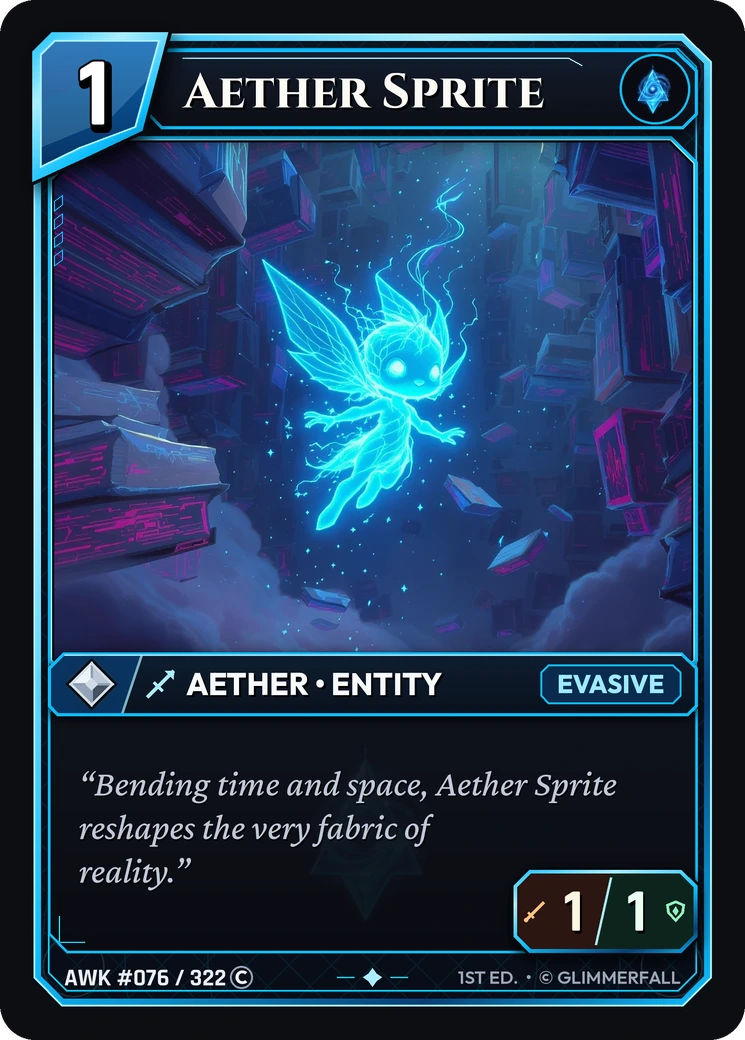 1
AETHER SPRITE
AETHER • ENTITY
EVASIVE
“Bending time and space, Aether Sprite
reshapes the very fabric of
reality.”
1 / 1
AWK #076 / 322 Ⓒ
1ST ED. • © GLIMMERFALL